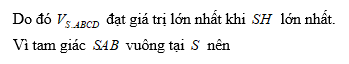 Do đó V_{S.ABCD} đạt giá trị lớn nhất khi SH lớn nhất.
Vì tam giác SAB vuông tại S nên